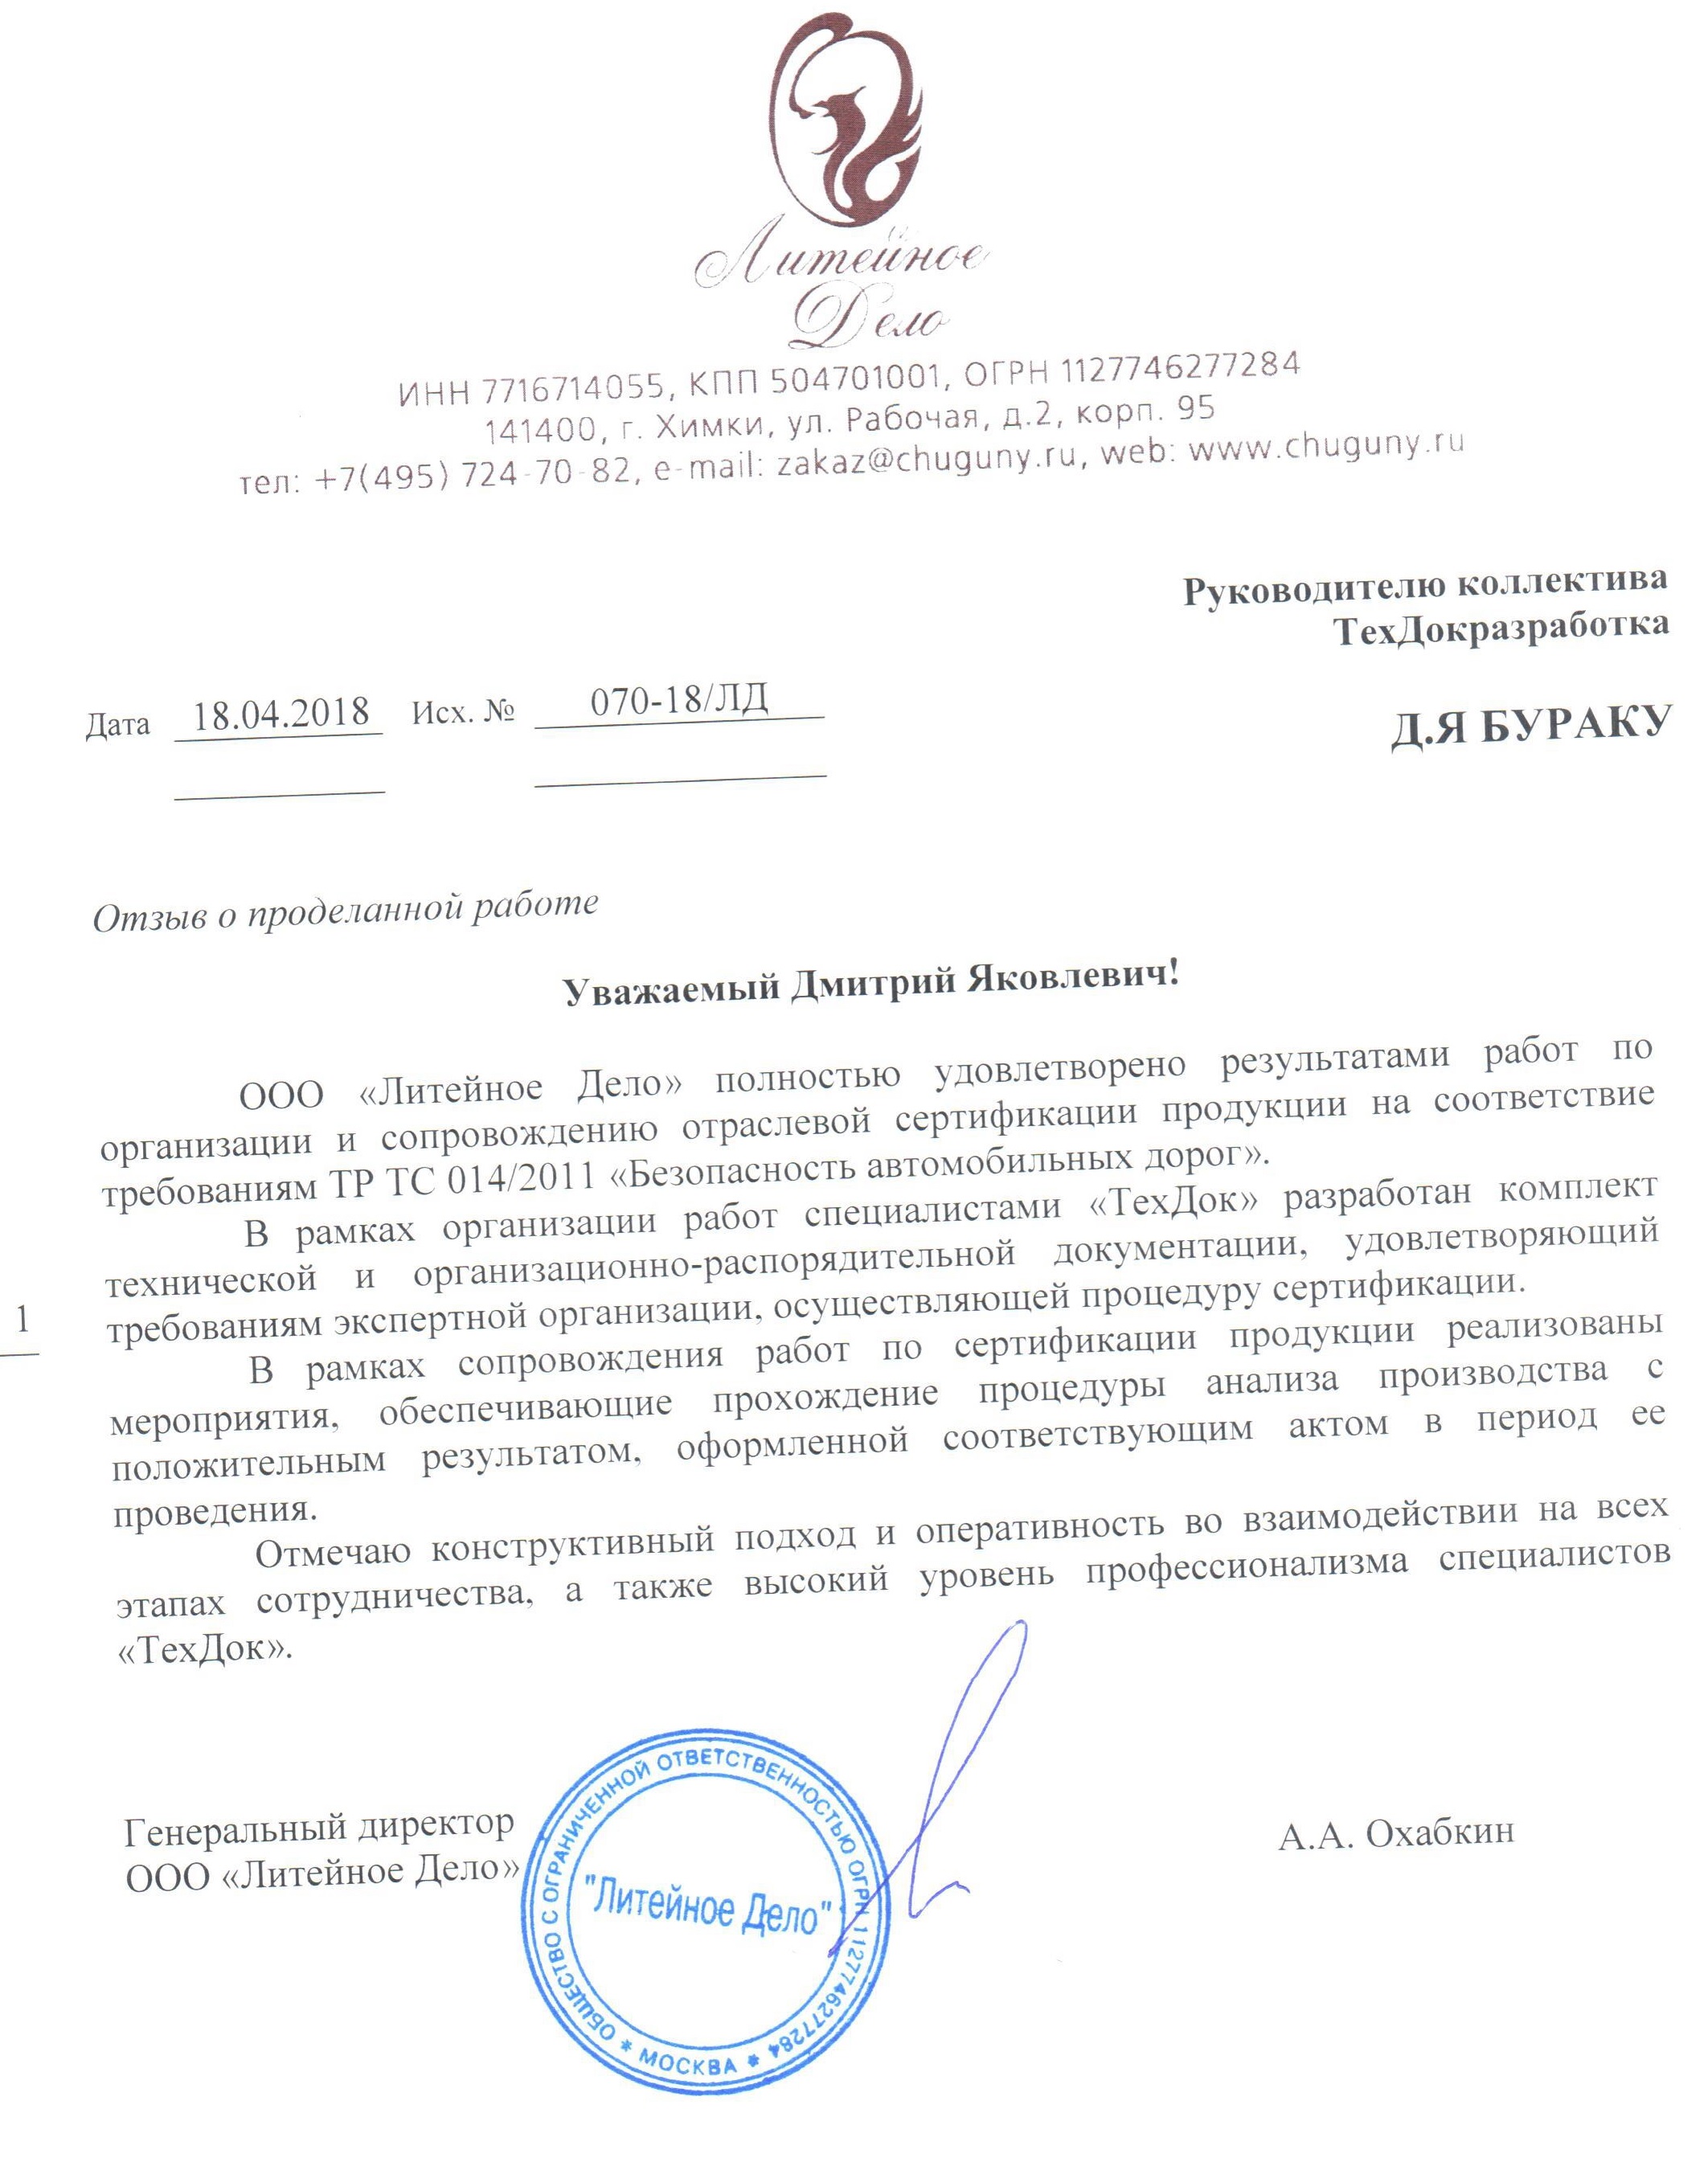 Литейное
Дело
ИНН 7716714055, КПП 504701001, ОГРН 1127746277284
141400, г. Химки, ул. Рабочая, д.2, корп. 95
тел: +7(495) 724-70-82, e-mail: zakaz@chuguny.ru, web: www.chuguny.ru
Руководителю коллектива
ТехДокразработка
Дата 18.04.2018 Исх. № 070-18/ЛД
Д.Я БУРАКУ
Отзыв о проделанной работе
Уважаемый Дмитрий Яковлевич!
ООО «Литейное Дело» полностью удовлетворено результатами работ по
организации и сопровождению отраслевой сертификации продукции на соответствие
требованиям ТР ТС 014/2011 «Безопасность автомобильных дорог».
В рамках организации работ специалистами «ТехДок» разработан комплект
технической и организационно-распорядительной документации, удовлетворяющий
требованиям экспертной организации, осуществляющей процедуру сертификации.
1
В рамках сопровождения работ по сертификации продукции реализованы
мероприятия, обеспечивающие прохождение процедуры анализа производства с
положительным результатом, оформленной соответствующим актом в период ее
проведения.
Отмечаю конструктивный подход и оперативность во взаимодействии на всех
этапах сотрудничества, а также высокий уровень профессионализма специалистов
«ТехДок».
Генеральный директор
ООО «Литейное Дело»
А.А. Охабкин
ОБЩЕСТВО С ОГРАНИЧЕННОЙ ОТВЕТСТВЕННОСТЬЮ ОГРН 1127746277284
"Литейное Дело"
* МОСКВА *